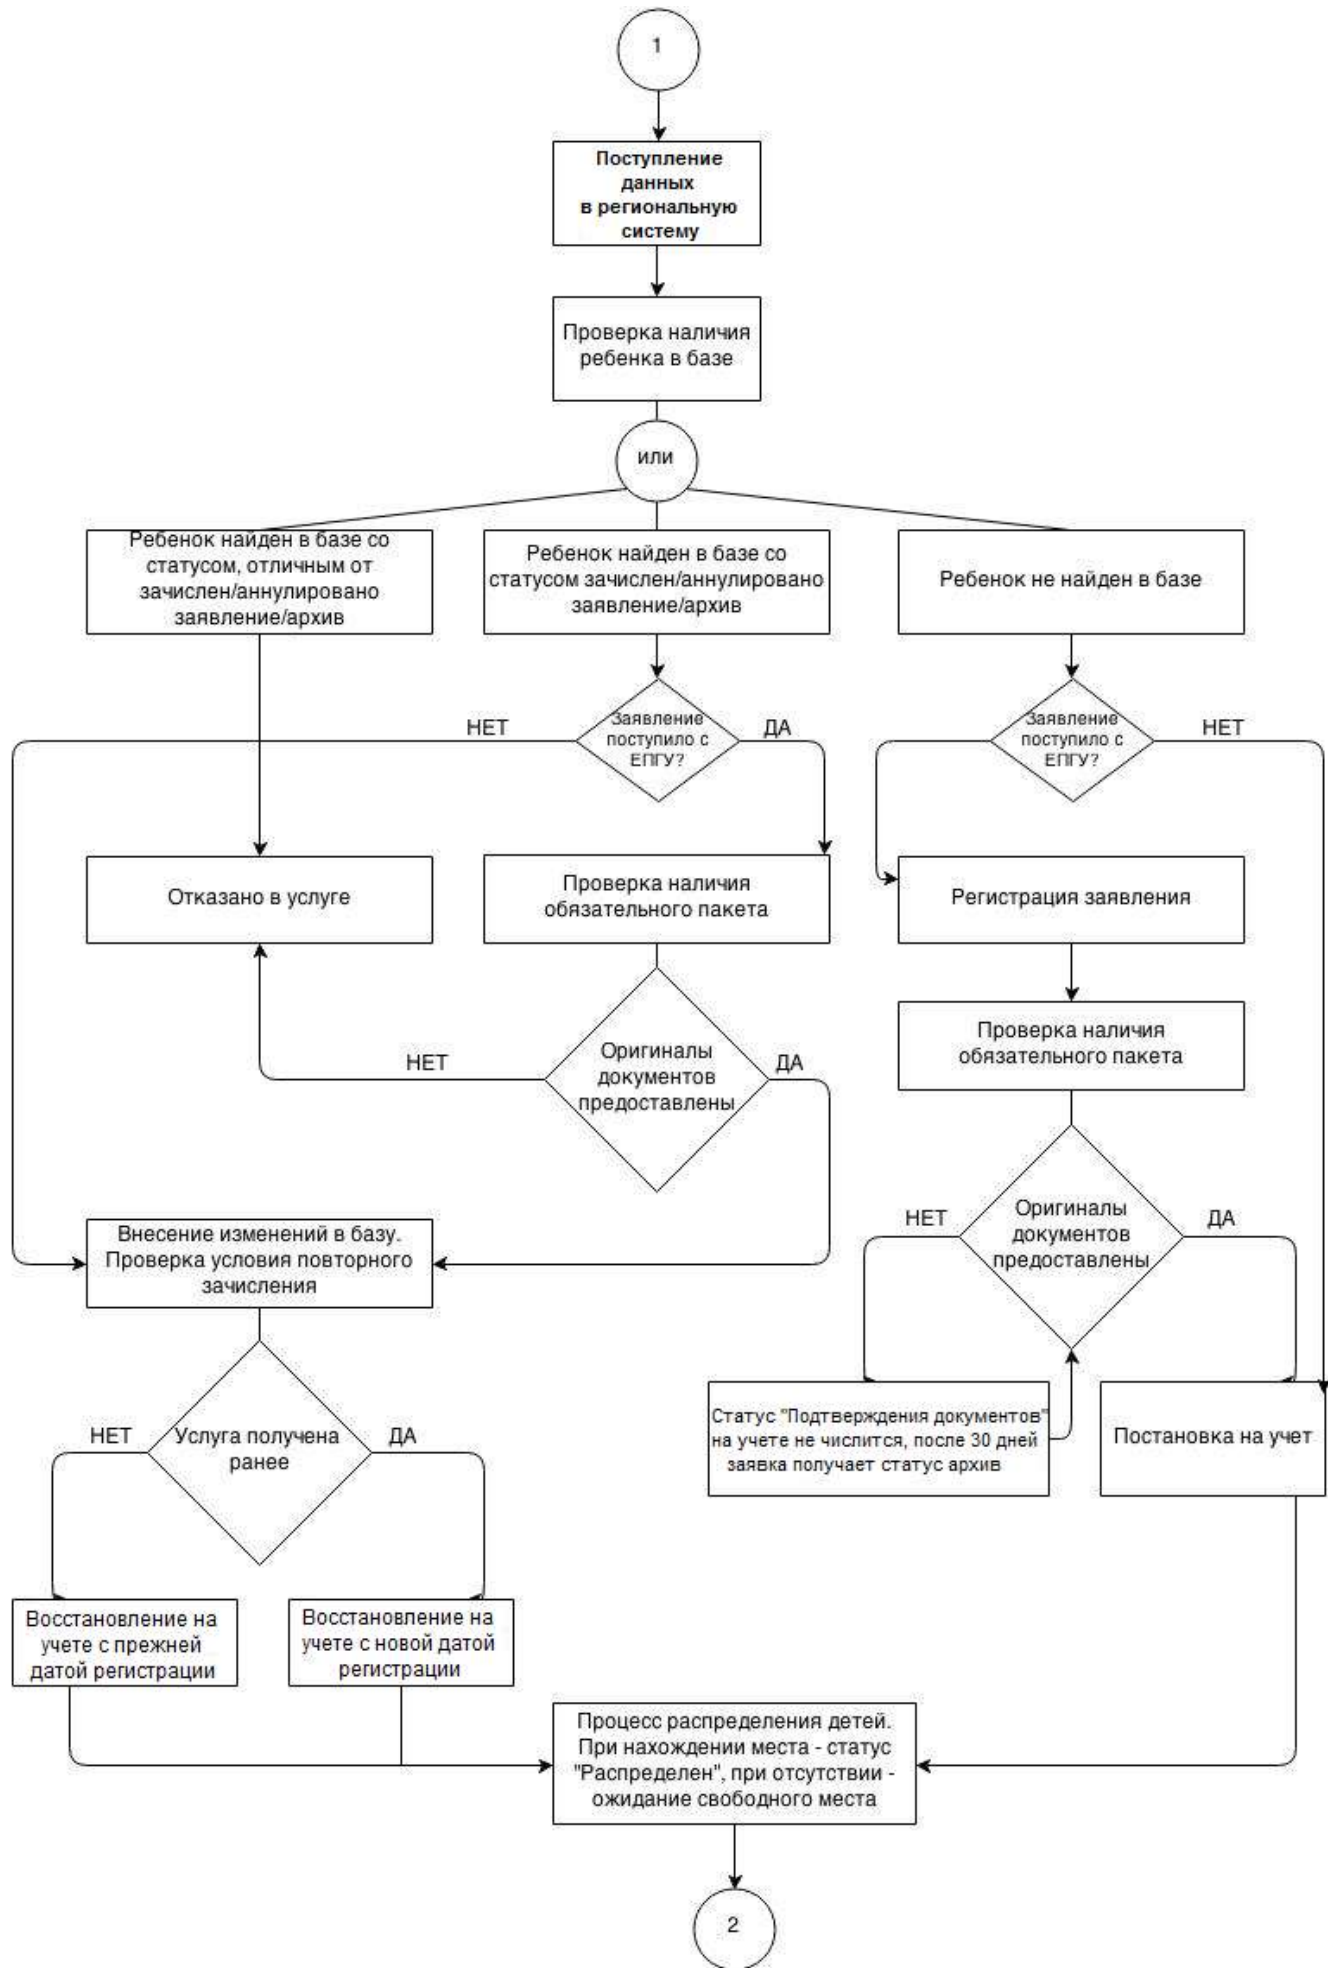 1
Поступление
данных
в региональную
систему
Проверка наличия
ребенка в базе
или
Ребенок найден в базе со
статусом, отличным от
зачислен/аннулировано
заявление/архив
Ребенок найден в базе со
статусом зачислен/аннулировано
заявление/архив
Ребенок не найден в базе
НЕТ
Заявление
поступило с
ЕПГУ?
ДА
Заявление
поступило с
ЕПГУ?
НЕТ
Отказано в услуге
Проверка наличия
обязательного пакета
Регистрация заявления
Проверка наличия
обязательного пакета
НЕТ
Оригиналы
документов
предоставлены
ДА
НЕТ
Оригиналы
документов
предоставлены
ДА
Внесение изменений в базу.
Проверка условия повторного
зачисления
НЕТ
Услуга получена
ранее
ДА
Статус "Подтверждения документов"
на учете не числится, после 30 дней
заявка получает статус архив
Постановка на учет
Восстановление на
учете с прежней
датой регистрации
Восстановление на
учете с новой датой
регистрации
Процесс распределения детей.
При нахождении места - статус
"Распределен", при отсутствии -
ожидание свободного места
2